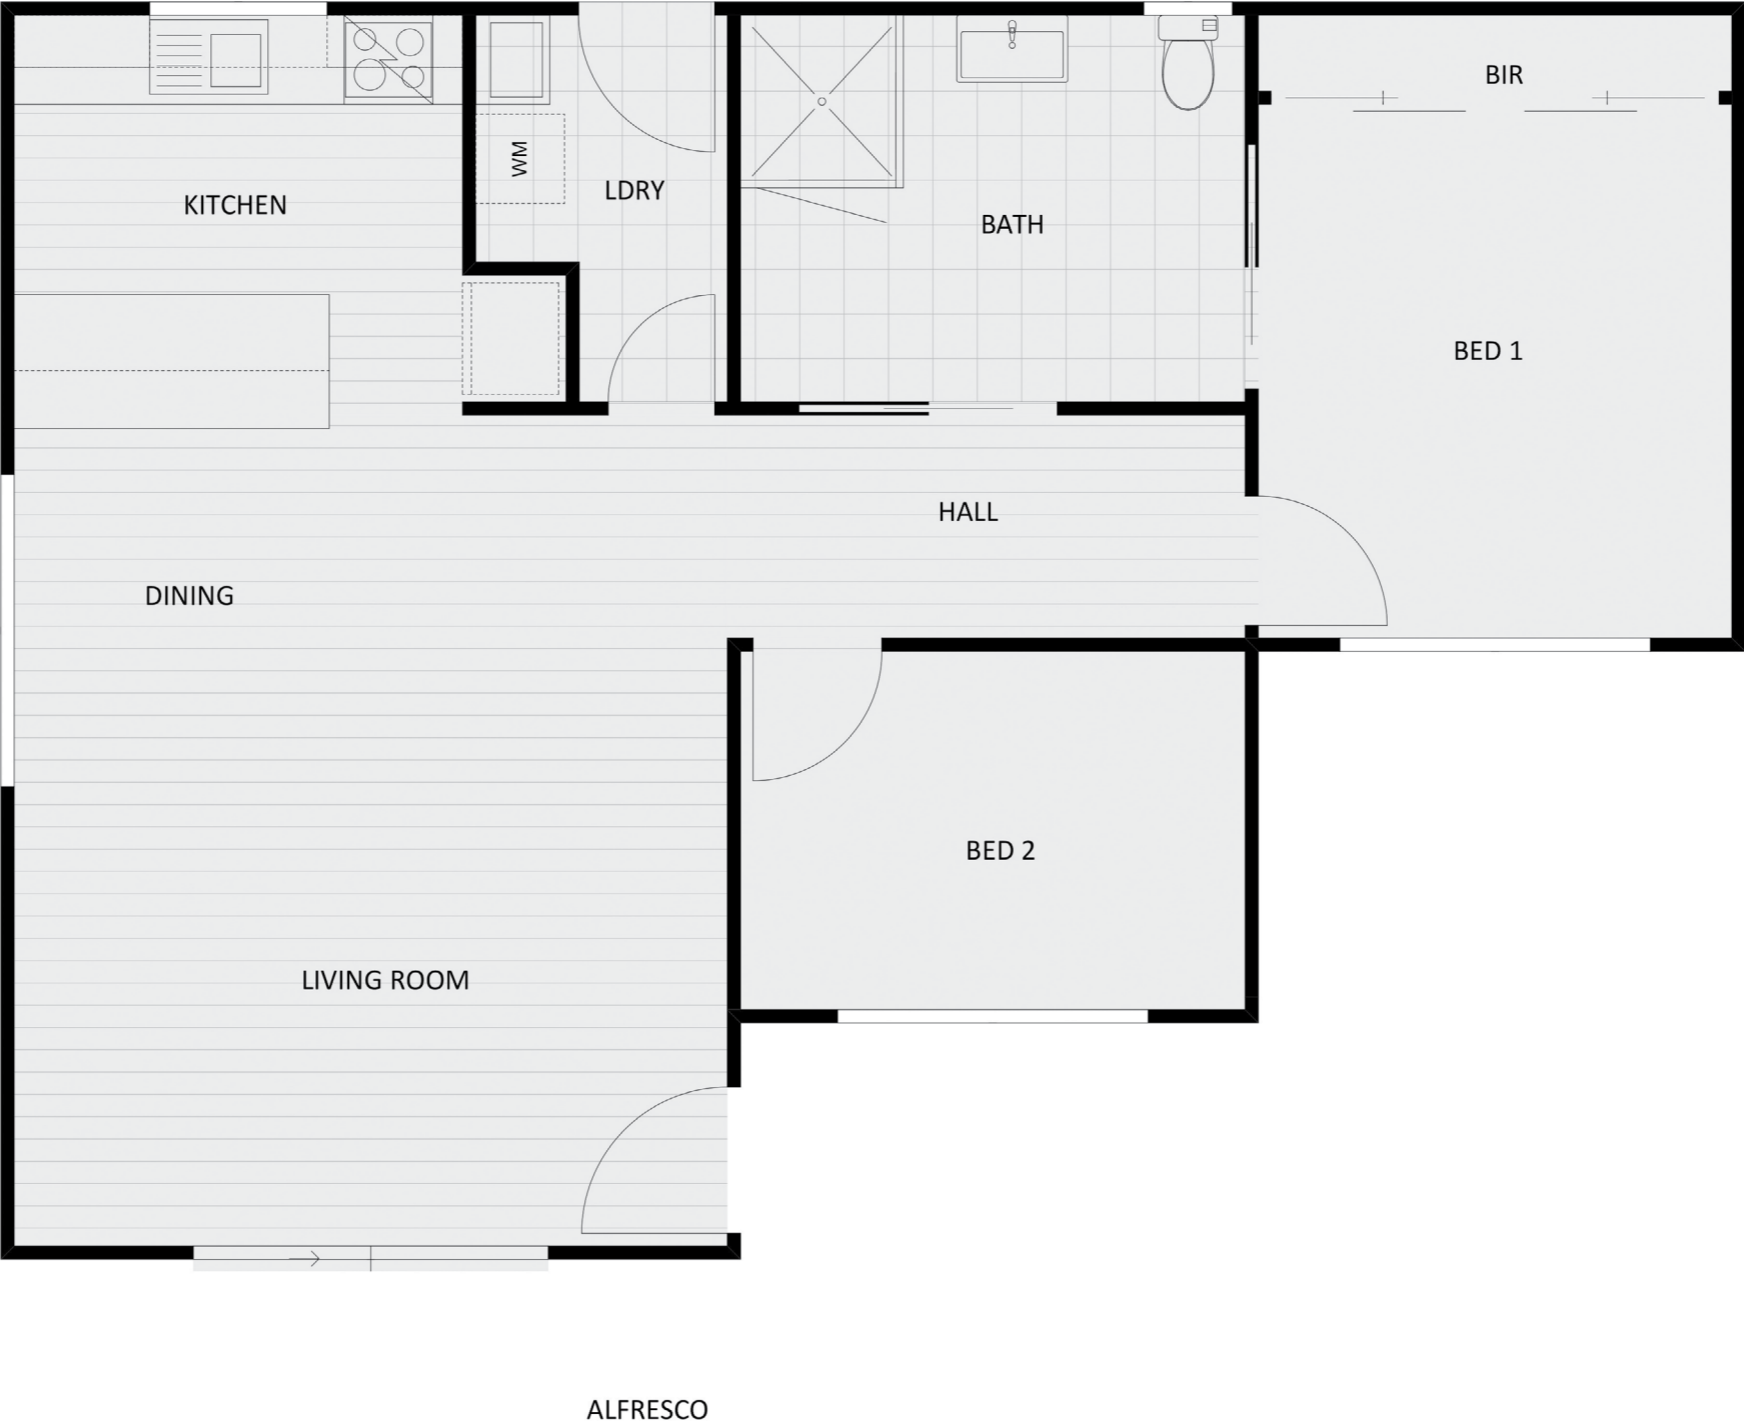 BIR
WM
LDRY
KITCHEN
BATH
BED 1
HALL
DINING
BED 2
LIVING ROOM
ALFRESCO